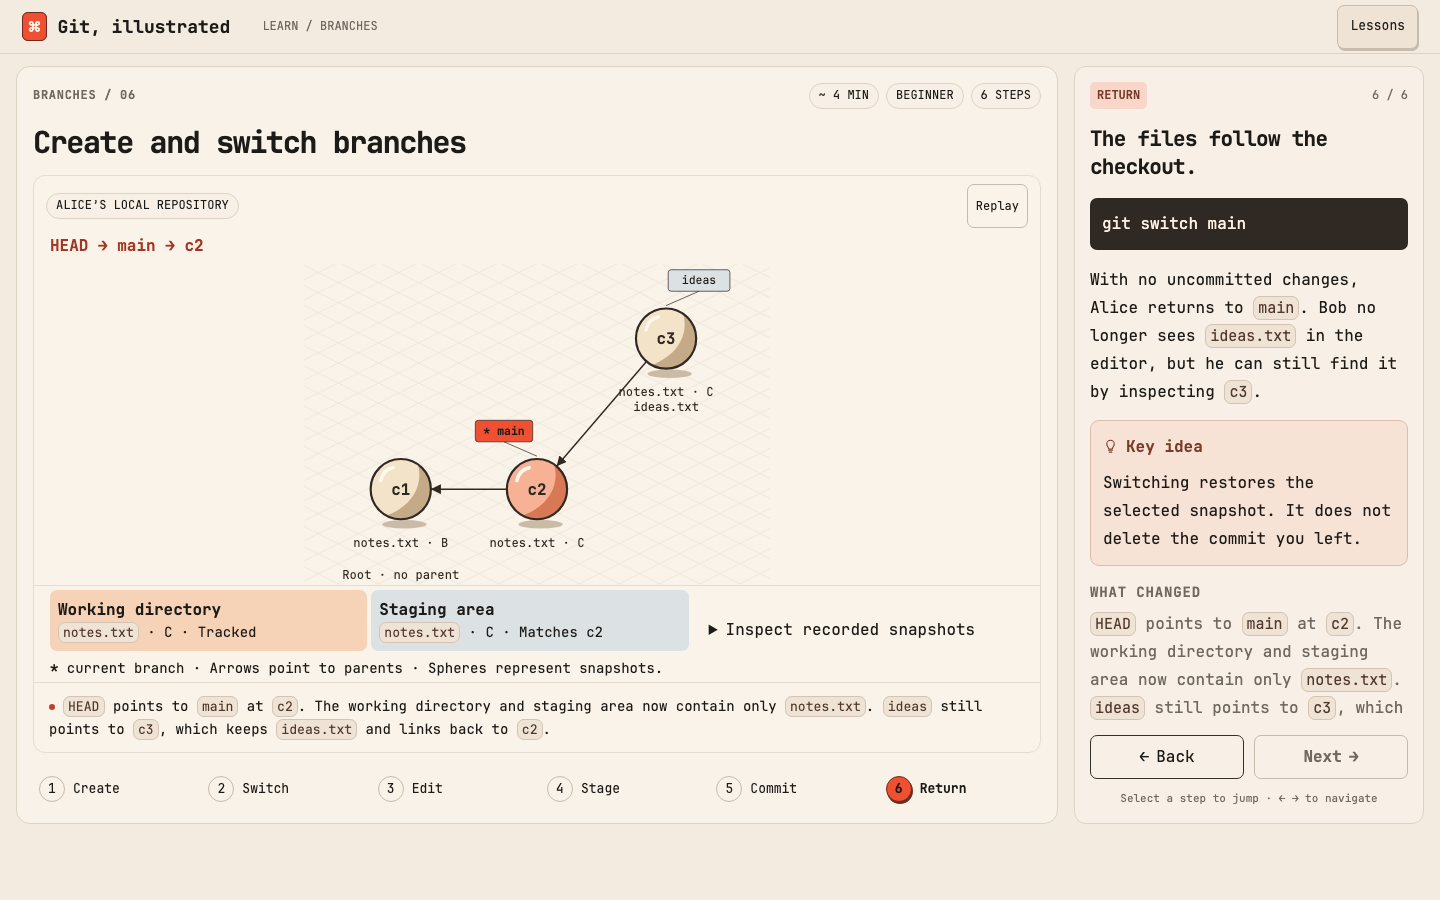 ⌘ Git, illustrated
LEARN / BRANCHES
Lessons
BRANCHES / 06
~ 4 MIN
BEGINNER
6 STEPS
Create and switch branches
ALICE’S LOCAL REPOSITORY
Replay
HEAD → main → c2
ideas
c3
notes.txt · C
ideas.txt
* main
c1
c2
notes.txt · B
notes.txt · C
Root · no parent
Working directory
notes.txt · C · Tracked
Staging area
notes.txt · C · Matches c2
▶ Inspect recorded snapshots
* current branch · Arrows point to parents · Spheres represent snapshots.
HEAD points to main at c2. The working directory and staging area now contain only notes.txt. ideas still
points to c3, which keeps ideas.txt and links back to c2.
1 Create
2 Switch
3 Edit
4 Stage
5 Commit
6 Return
RETURN
6 / 6
The files follow the
checkout.
git switch main
With no uncommitted changes,
Alice returns to main. Bob no
longer sees ideas.txt in the
editor, but he can still find it
by inspecting c3.
Key idea
Switching restores the
selected snapshot. It does not
delete the commit you left.
WHAT CHANGED
HEAD points to main at c2. The
working directory and staging
area now contain only notes.txt.
ideas still points to c3, which
← Back
Next →
Select a step to jump · ← → to navigate